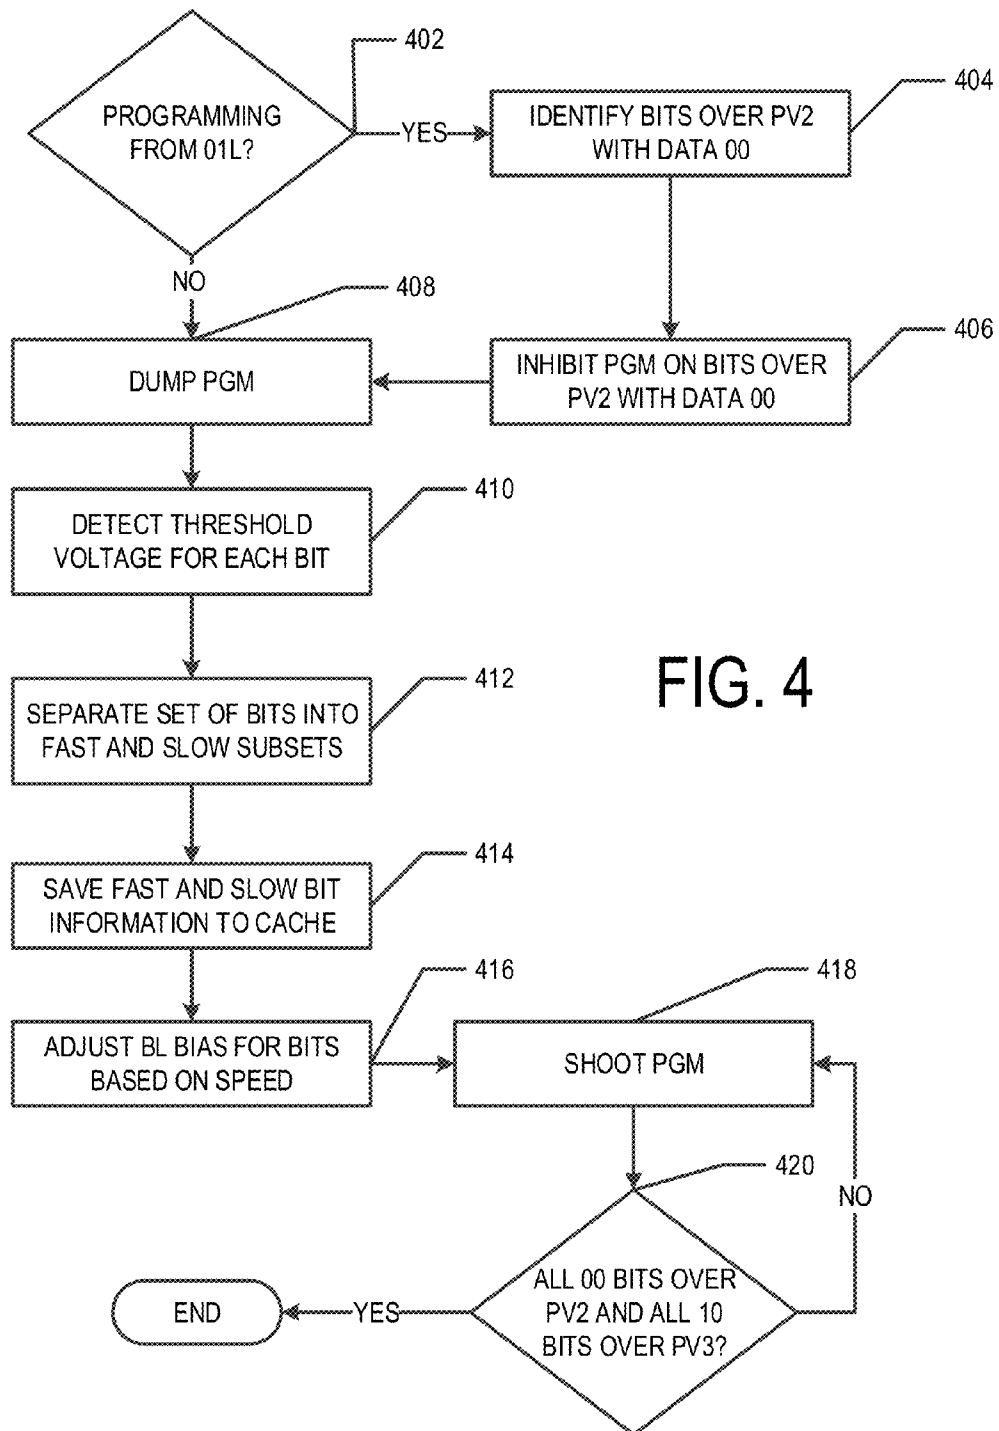 402
PROGRAMMING
FROM 01L?
YES
404
IDENTIFY BITS OVER PV2
WITH DATA 00
NO
408
406
DUMP PGM
INHIBIT PGM ON BITS OVER
PV2 WITH DATA 00
410
DETECT THRESHOLD
VOLTAGE FOR EACH BIT
412
SEPARATE SET OF BITS INTO
FAST AND SLOW SUBSETS
FIG. 4
414
SAVE FAST AND SLOW BIT
INFORMATION TO CACHE
416
418
ADJUST BL BIAS FOR BITS
BASED ON SPEED
SHOOT PGM
420
NO
ALL 00 BITS OVER
PV2 AND ALL 10
BITS OVER PV3?
YES
END